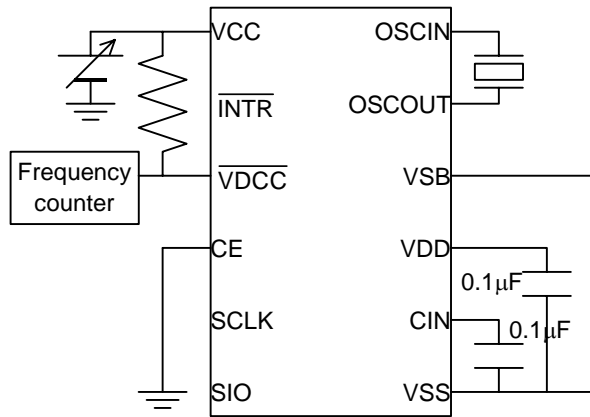 VCC
OSCIN
INTR
OSCOUT
Frequency
counter
VDCC
VSB
CE
VDD
0.1μF
SCLK
CIN
0.1μF
SIO
VSS